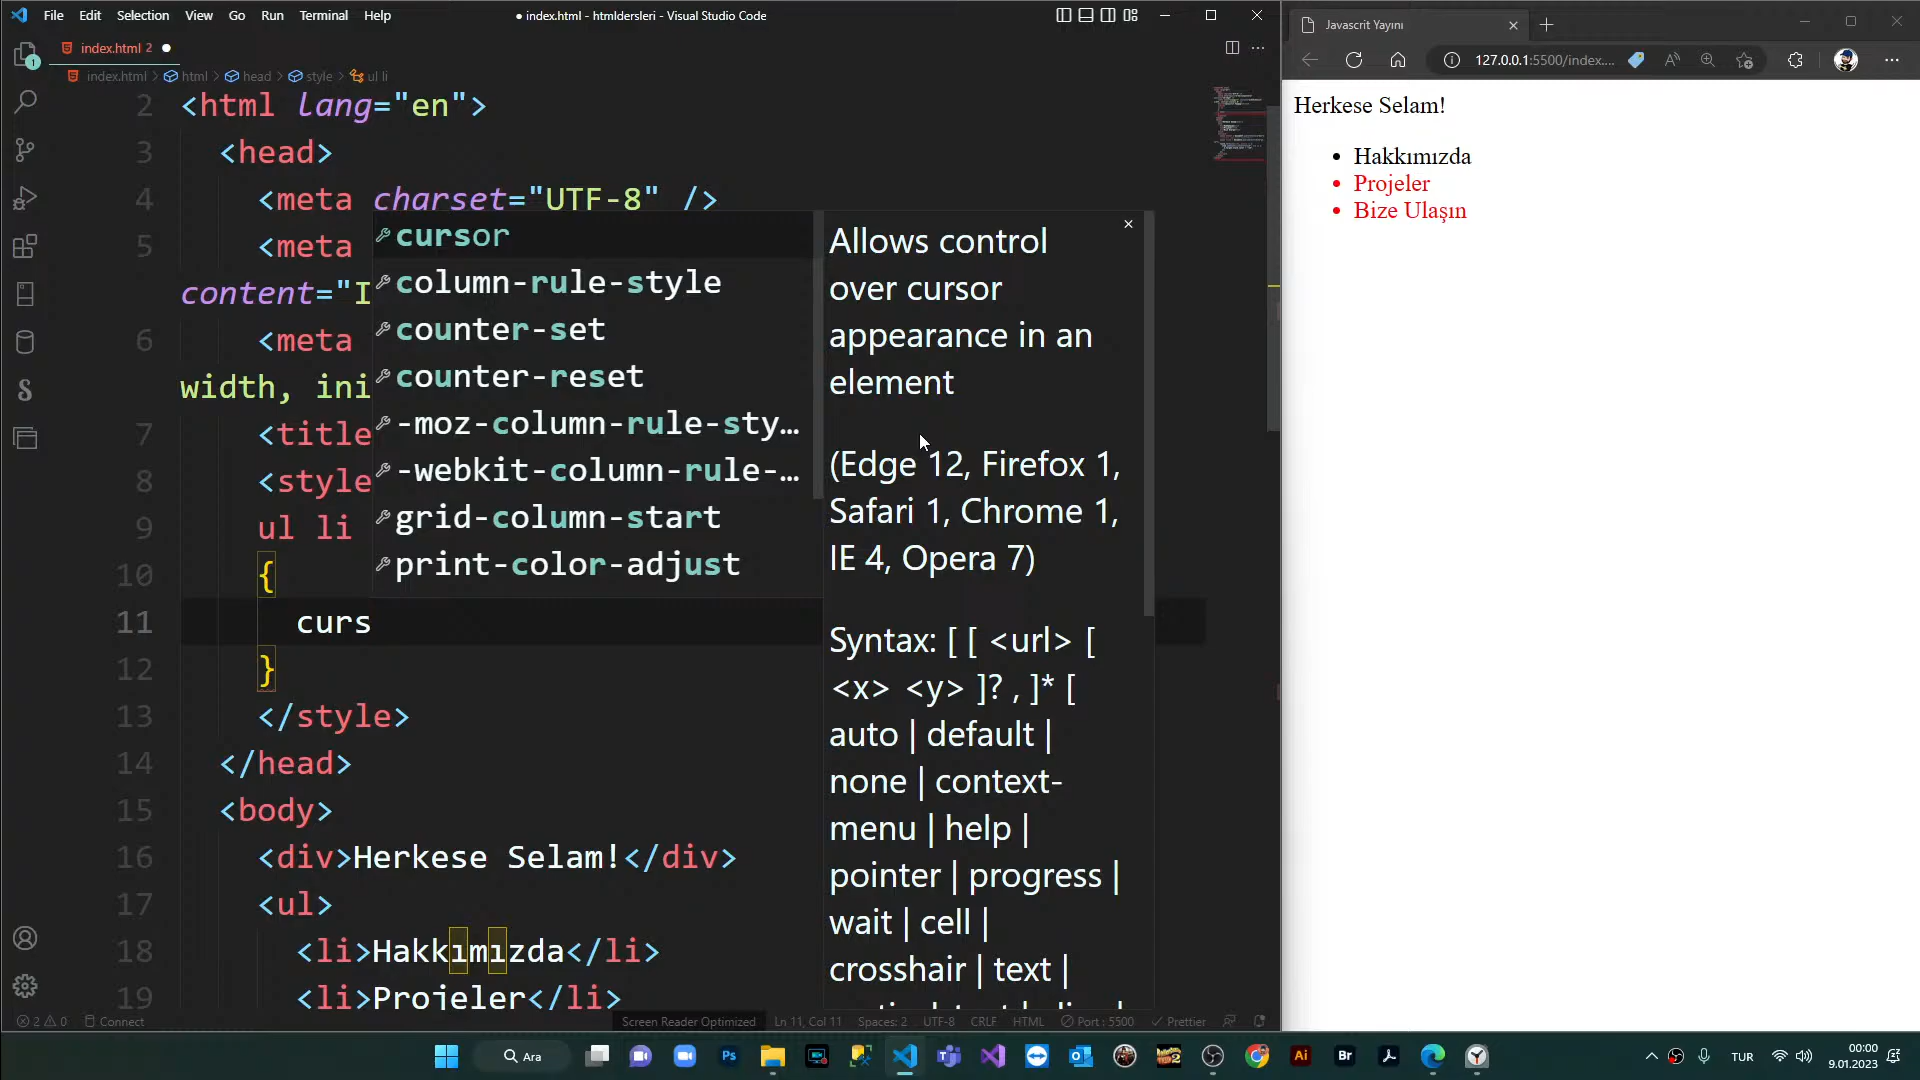 File Edit Selection View Go Run Terminal Help
● index.html - htmldersleri - Visual Studio Code
index.html 2
index.html > html > head > style > ul li
2 <html lang="en">
3 <head>
4 <meta charset="UTF-8" />
5 <meta
content="I
6 <meta
width, ini
7 <title
8 <style
9 ul li
10 {
11 curs
12 }
13 </style>
14 </head>
15 <body>
16 <div>Herkese Selam!</div>
17 <ul>
18 <li>Hakkımızda</li>
19 <li>Projeler</li>
cursor
column-rule-style
counter-set
counter-reset
-moz-column-rule-sty…
-webkit-column-rule-…
grid-column-start
print-color-adjust
Allows control
over cursor
appearance in an
element
(Edge 12, Firefox 1,
Safari 1, Chrome 1,
IE 4, Opera 7)
Syntax: [ [ <url> [
<x> <y> ]? , ]* [
auto | default |
none | context-
menu | help |
pointer | progress |
wait | cell |
crosshair | text |
1
2 0 Connect
Screen Reader Optimized Ln 11, Col 11 Spaces: 2 UTF-8 CRLF HTML Port : 5500 Prettier
Javascrit Yayını
127.0.0.1:5500/index....
Herkese Selam!
• Hakkımızda
• Projeler
• Bize Ulaşın
Ara
Ps
Ai
Br
TUR
00:00
9.01.2023